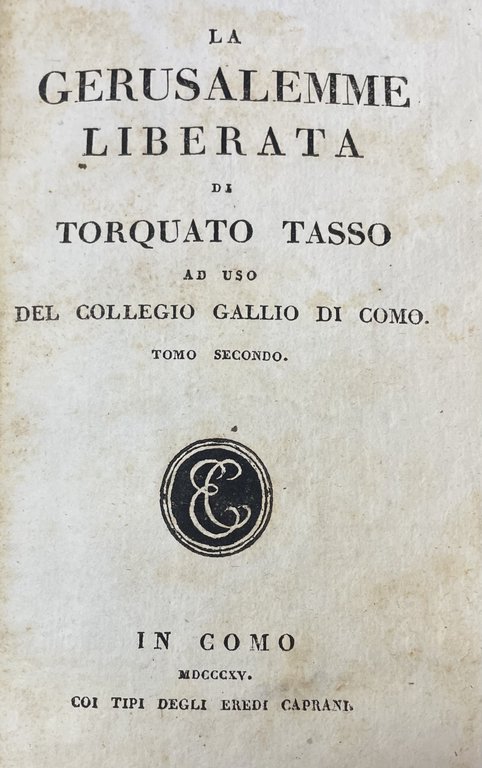 LA
GERUSALEMME
LIBERATA
DI
TORQUATO TASSO
AD USO
DEL COLLEGIO GALLIO DI COMO.
TOMO SECONDO.
EC
IN COMO
MDCCCXV.
COI TIPI DEGLI EREDI CAPRANI.